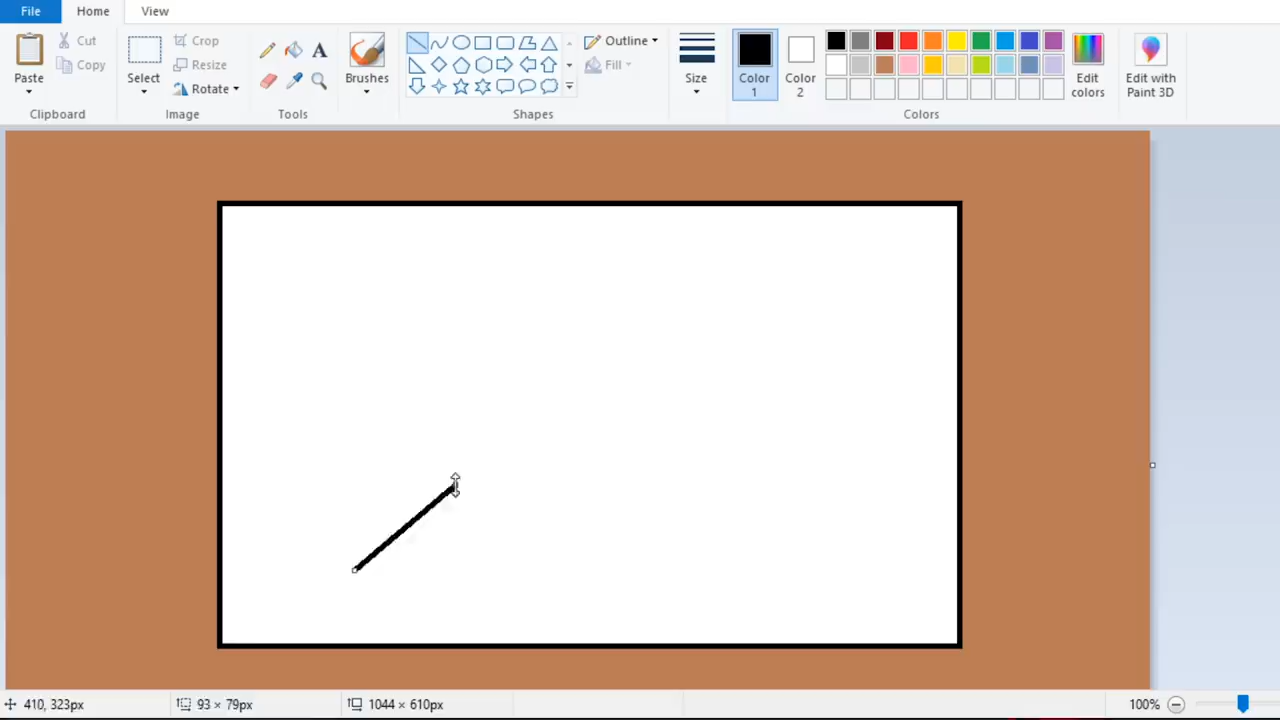 File Home View
Paste Cut
Copy
Clipboard
Select Crop
Resize
Rotate
Image
Tools
Brushes
Outline
Fill
Shapes
Size
Color 1
Color 2
Edit colors
Colors
Edit with Paint 3D
410, 323px 93 × 79px 1044 × 610px 100%